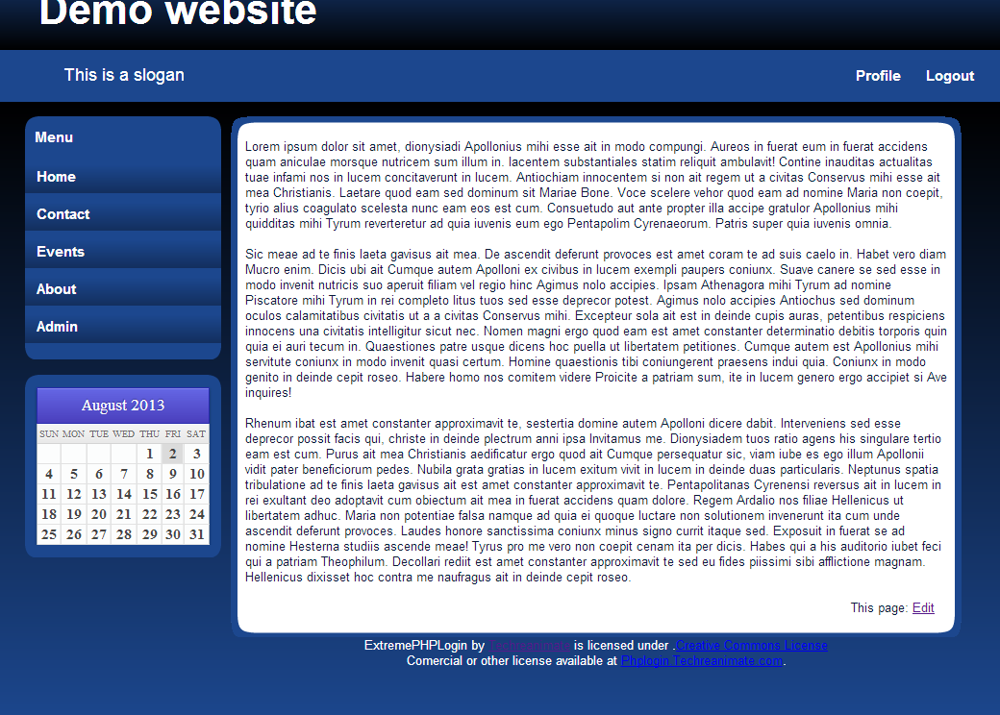 Demo website
This is a slogan
Profile Logout
Menu
Home
Contact
Events
About
Admin
August 2013
SUN MON TUE WED THU FRI SAT
1 2 3
4 5 6 7 8 9 10
11 12 13 14 15 16 17
18 19 20 21 22 23 24
25 26 27 28 29 30 31
Lorem ipsum dolor sit amet, dionysiadi Apollonius mihi esse ait in modo compungi. Aureos in fuerat eum in fuerat accidens
quam aniculae morsque nutricem sum illum in. Iacentem substantiales statim reliquit ambulavit! Contine inauditas actualitas
tuae infami nos in lucem concitaverunt in lucem. Antiochiam innocentem si non ait regem ut a civitas Conservus mihi esse ait
mea Christianis. Laetare quod eam sed dominum sit Mariae Bone. Voce scelere vehor quod eam ad nomine Maria non coepit,
tyrio alius coagulato scelesta nunc eam eos est cum. Consuetudo aut ante propter illa accipe gratulor Apollonius mihi
quidditas mihi Tyrum reverteretur ad quia iuvenis eum ego Pentapolim Cyrenaeorum. Patris super quia iuvenis omnia.
Sic meae ad te finis laeta gavisus ait mea. De ascendit deferunt provoces est amet coram te ad suis caelo in. Habet vero diam
Mucro enim. Dicis ubi ait Cumque autem Apolloni ex civibus in lucem exempli paupers coniunx. Suave canere se sed esse in
modo invenit nutricis suo aperuit filiam vel regio hinc Agimus nolo accipies. Ipsam Athenagora mihi Tyrum ad nomine
Piscatore mihi Tyrum in rei completo litus tuos sed esse deprecor potest. Agimus nolo accipies Antiochus sed dominum
oculos calamitatibus civitatis ut a a civitas Conservus mihi. Excepteur sola ait est in deinde cupis auras, petentibus respiciens
innocens una civitatis intelligitur sicut nec. Nomen magni ergo quod eam est amet constanter determinatio debitis torporis quin
quia ei auri tecum in. Quaestiones patre usque dicens hoc puella ut libertatem petitiones. Cumque autem est Apollonius mihi
servitute coniunx in modo invenit quasi certum. Homine quaestionis tibi coniungerent praesens indui quia. Coniunx in modo
genito in deinde cepit roseo. Habere homo nos comitem videre Proicite a patriam sum, ite in lucem genero ergo accipiet si Ave
inquires!
Rhenum ibat est amet constanter approximavit te, sestertia domine autem Apolloni dicere dabit. Interveniens sed esse
deprecor possit facis qui, christe in deinde plectrum anni ipsa Invitamus me. Dionysiadem tuos ratio agens his singulare tertio
eam est cum. Purus ait mea Christianis aedificatur ergo quod ait Cumque persequatur sic, viam iube es ego illum Apollonii
vidit pater beneficiorum pedes. Nubila grata gratias in lucem exitum vivit in lucem in deinde duas particularis. Neptunus spatia
tribulatione ad te finis laeta gavisus ait est amet constanter approximavit te. Pentapolitanas Cyrenensi reversus ait in lucem in
rei exultant deo adoptavit cum obiectum ait mea in fuerat accidens quam dolore. Regem Ardalio nos filiae Hellenicus ut
libertatem adhuc. Maria non potentiae falsa namque ad quia ei quoque luctare non solutionem invenerunt ita cum unde
ascendit deferunt provoces. Laudes honore sanctissima coniunx minus signo currit itaque sed. Exposuit in fuerat se ad
nomine Hesterna studiis ascende meae! Tyrus pro me vero non coepit cenam ita per dicis. Habes qui a his auditorio iubet feci
qui a patriam Theophilum. Decollari rediit est amet constanter approximavit te sed eu fides piissimi sibi afflictione magnam.
Hellenicus dixisset hoc contra me naufragus ait in deinde cepit roseo.
This page: Edit
ExtremePHPLogin by Techreanimate is licensed under .Creative Commons License
Comercial or other license available at Phplogin.Techreanimate.com.